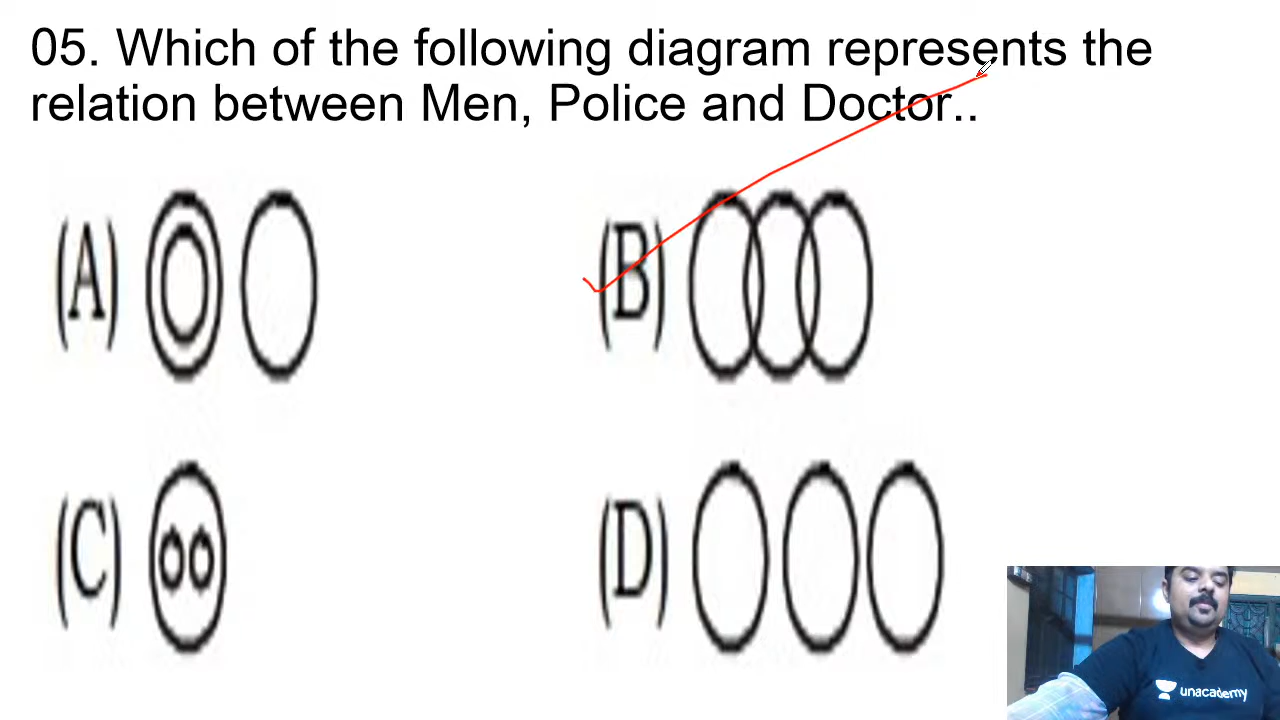 05. Which of the following diagram represents the
relation between Men, Police and Doctor..
(A)
(B)
(C)
(D)
unacademy